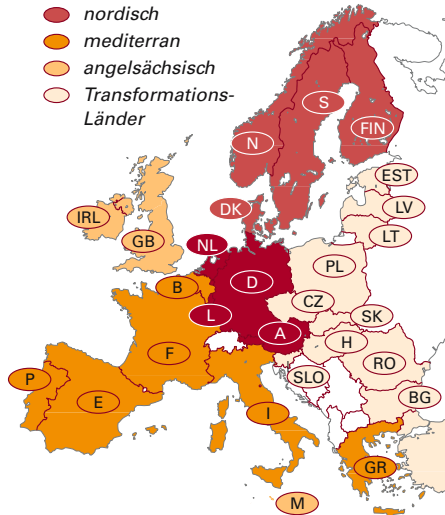 nordisch
mediterran
angelsächsisch
Transformations-
Länder
S
FIN
N
EST
IRL
DK
LV
GB
NL
LT
PL
B
D
CZ
L
SK
A
H
F
RO
SLO
P
E
BG
I
GR
M